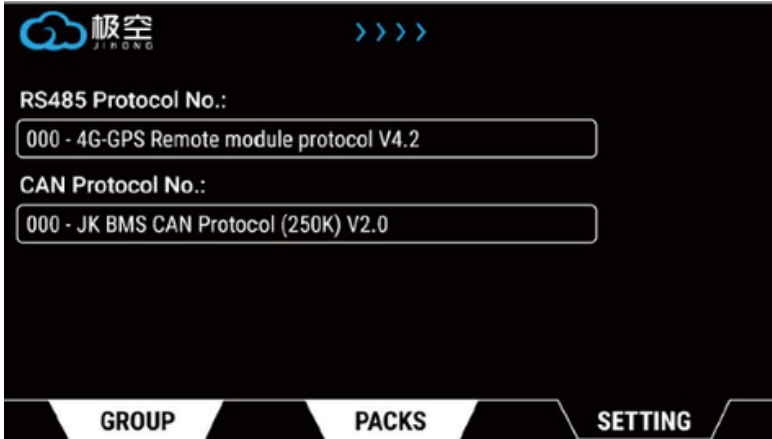 极空
JIKONG
>>>>
RS485 Protocol No.:
000 - 4G-GPS Remote module protocol V4.2
CAN Protocol No.:
000 - JK BMS CAN Protocol (250K) V2.0
GROUP
PACKS
SETTING